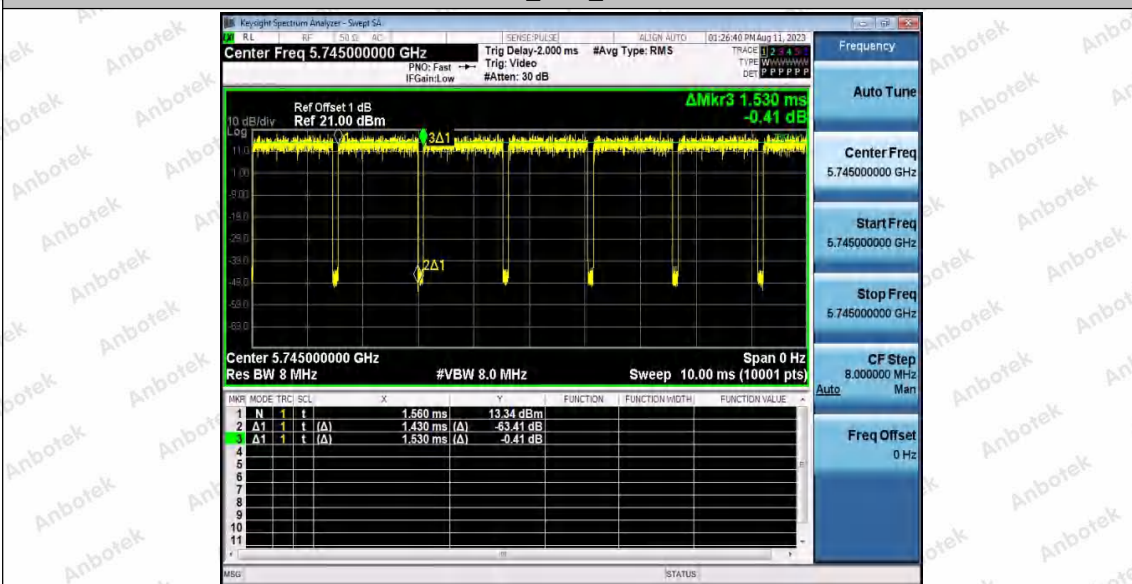 Keysight Spectrum Analyzer - Swept SA
RL RF 50 Ω AC SENSE:PULSE ALIGN AUTO 01:26:40 PM Aug 11, 2023
Center Freq 5.745000000 GHz
PNO: Fast
IFGain:Low
Trig Delay-2.000 ms
Trig: Video
#Atten: 30 dB
#Avg Type: RMS
TRACE 1 2 3 4 5 6
TYPE W
DET P P P P P P
Ref Offset 1 dB
Ref 21.00 dBm
10 dB/div
Log
ΔMkr3 1.530 ms
-0.41 dB
11.0
1.00
-9.00
-19.0
-29.0
-39.0
-49.0
-59.0
-69.0
1
3Δ1
2Δ1
Center 5.745000000 GHz Span 0 Hz
Res BW 8 MHz #VBW 8.0 MHz Sweep 10.00 ms (10001 pts)
MKR MODE TRC SCL X Y FUNCTION FUNCTION WIDTH FUNCTION VALUE
1 N 1 t 1.560 ms 13.34 dBm
2 Δ1 1 t (Δ) 1.430 ms (Δ) -63.41 dB
3 Δ1 1 t (Δ) 1.530 ms (Δ) -0.41 dB
4
5
6
7
8
9
10
11
MSG STATUS
Frequency
Auto Tune
Center Freq
5.745000000 GHz
Start Freq
5.745000000 GHz
Stop Freq
5.745000000 GHz
CF Step
8.000000 MHz
Auto Man
Freq Offset
0 Hz
Anbotek